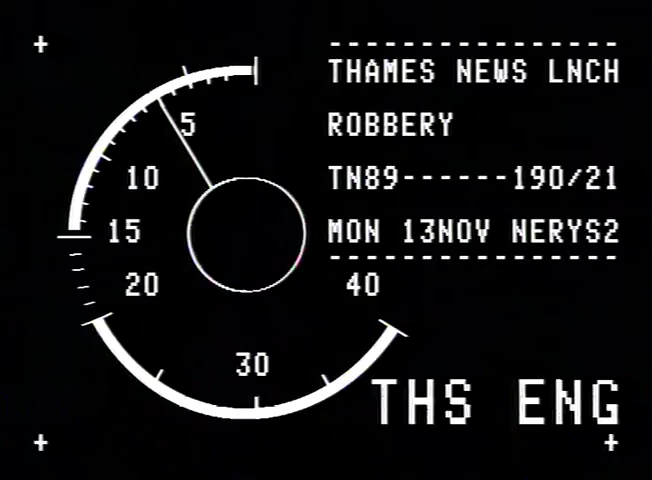 THAMES NEWS LNCH
ROBBERY
TN89------190/21
MON 13NOV NERYS2
5
10
15
20
30
40
THS ENG